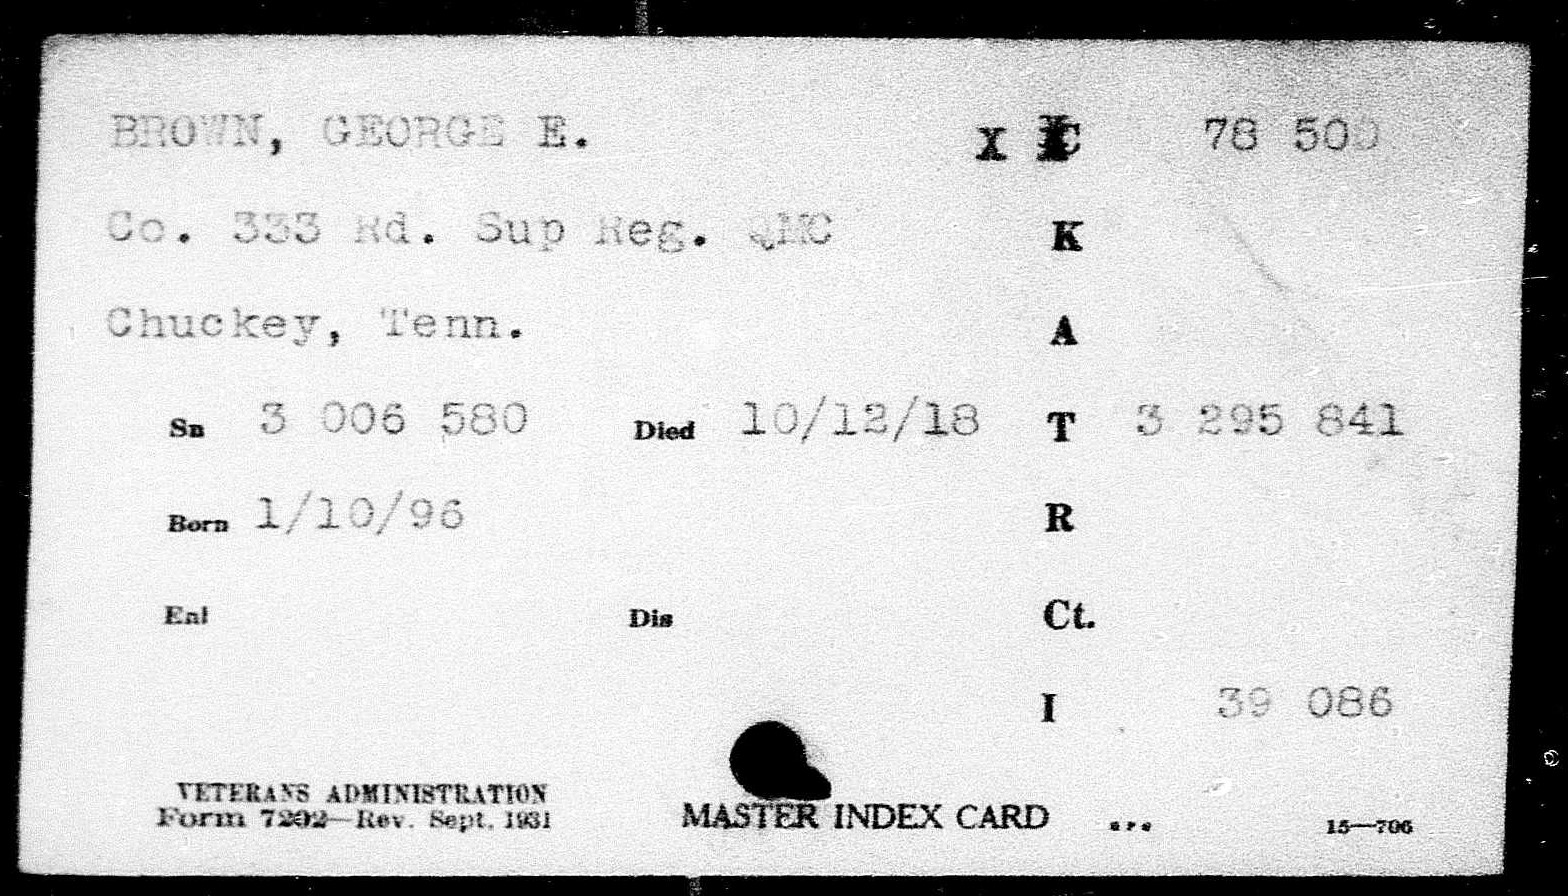 BROWN, GEORGE E. X C 78 500
Co. 333 Rd. Sup Reg. QMC K
Chuckey, Tenn. A
Sn 3 006 580 Died 10/12/18 T 3 295 841
Born 1/10/96 R
Enl Dis Ct.
I 39 086
VETERANS ADMINISTRATION
Form 7202—Rev. Sept. 1931 MASTER INDEX CARD 15—706